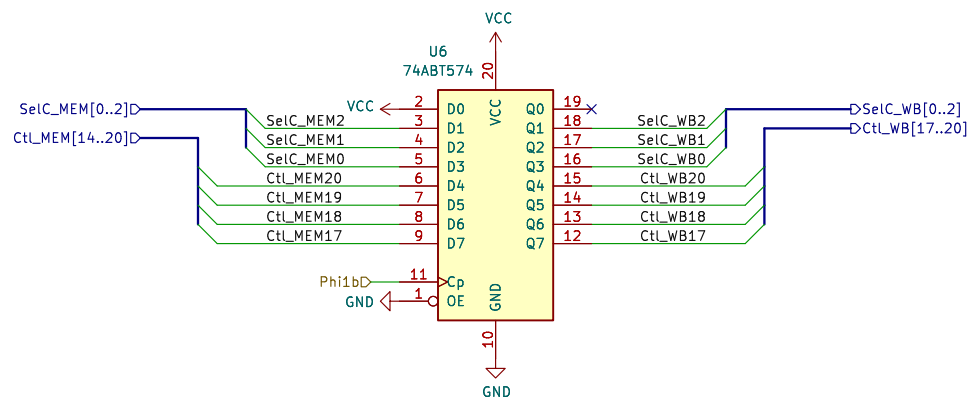 VCC
U6
74ABT574
20
VCC 2 D0 VCC Q0 19
SelC_MEM[0..2] SelC_WB[0..2]
SelC_MEM2 3 D1 Q1 18 SelC_WB2
Ctl_MEM[14..20] Ctl_WB[17..20]
SelC_MEM1 4 D2 Q2 17 SelC_WB1
SelC_MEM0 5 D3 Q3 16 SelC_WB0
Ctl_MEM20 6 D4 Q4 15 Ctl_WB20
Ctl_MEM19 7 D5 Q5 14 Ctl_WB19
Ctl_MEM18 8 D6 Q6 13 Ctl_WB18
Ctl_MEM17 9 D7 Q7 12 Ctl_WB17
Phi1b 11 Cp
GND 1 OE GND
10
GND